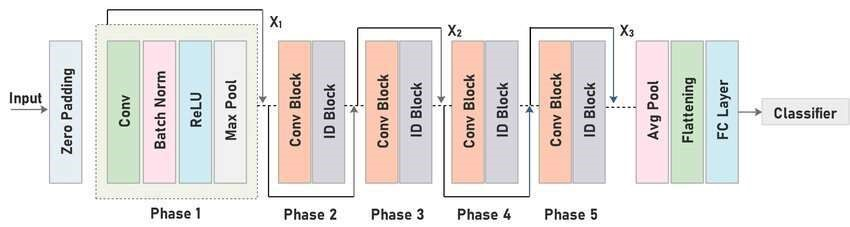 X1
X2
X3
Input
Zero Padding
Conv
Batch Norm
ReLU
Max Pool
Conv Block
ID Block
Conv Block
ID Block
Conv Block
ID Block
Conv Block
ID Block
Avg Pool
Flattening
FC Layer
Classifier
Phase 1
Phase 2
Phase 3
Phase 4
Phase 5